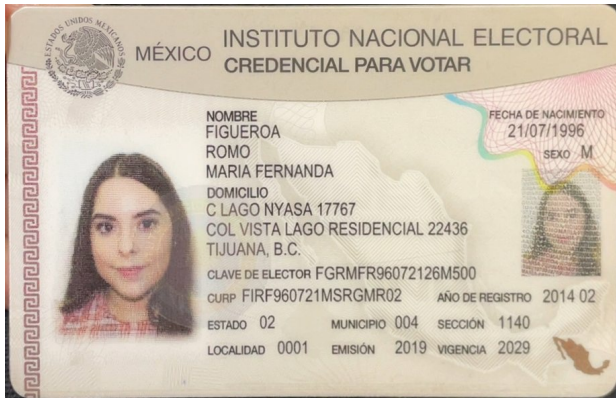 ESTADOS UNIDOS MEXICANOS
MÉXICO INSTITUTO NACIONAL ELECTORAL
CREDENCIAL PARA VOTAR
NOMBRE
FIGUEROA
ROMO
MARIA FERNANDA
FECHA DE NACIMIENTO
21/07/1996
SEXO M
DOMICILIO
C LAGO NYASA 17767
COL VISTA LAGO RESIDENCIAL 22436
TIJUANA, B.C.
CLAVE DE ELECTOR FGRMFR96072126M500
CURP FIRF960721MSRGMR02 AÑO DE REGISTRO 2014 02
ESTADO 02 MUNICIPIO 004 SECCIÓN 1140
LOCALIDAD 0001 EMISIÓN 2019 VIGENCIA 2029